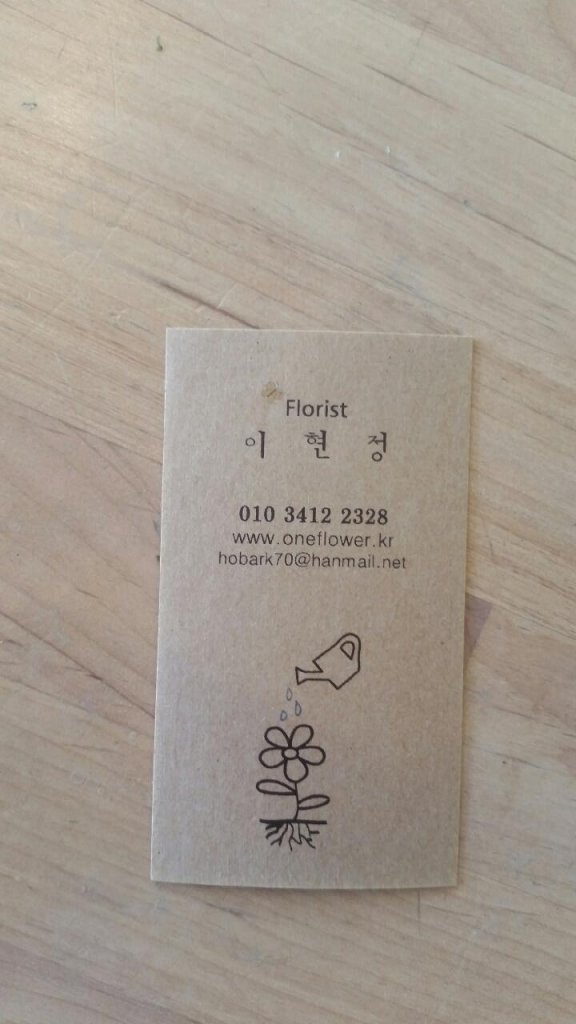 Florist
이 현 정
010 3412 2328
www.oneflower.kr
hobark70@hanmail.net